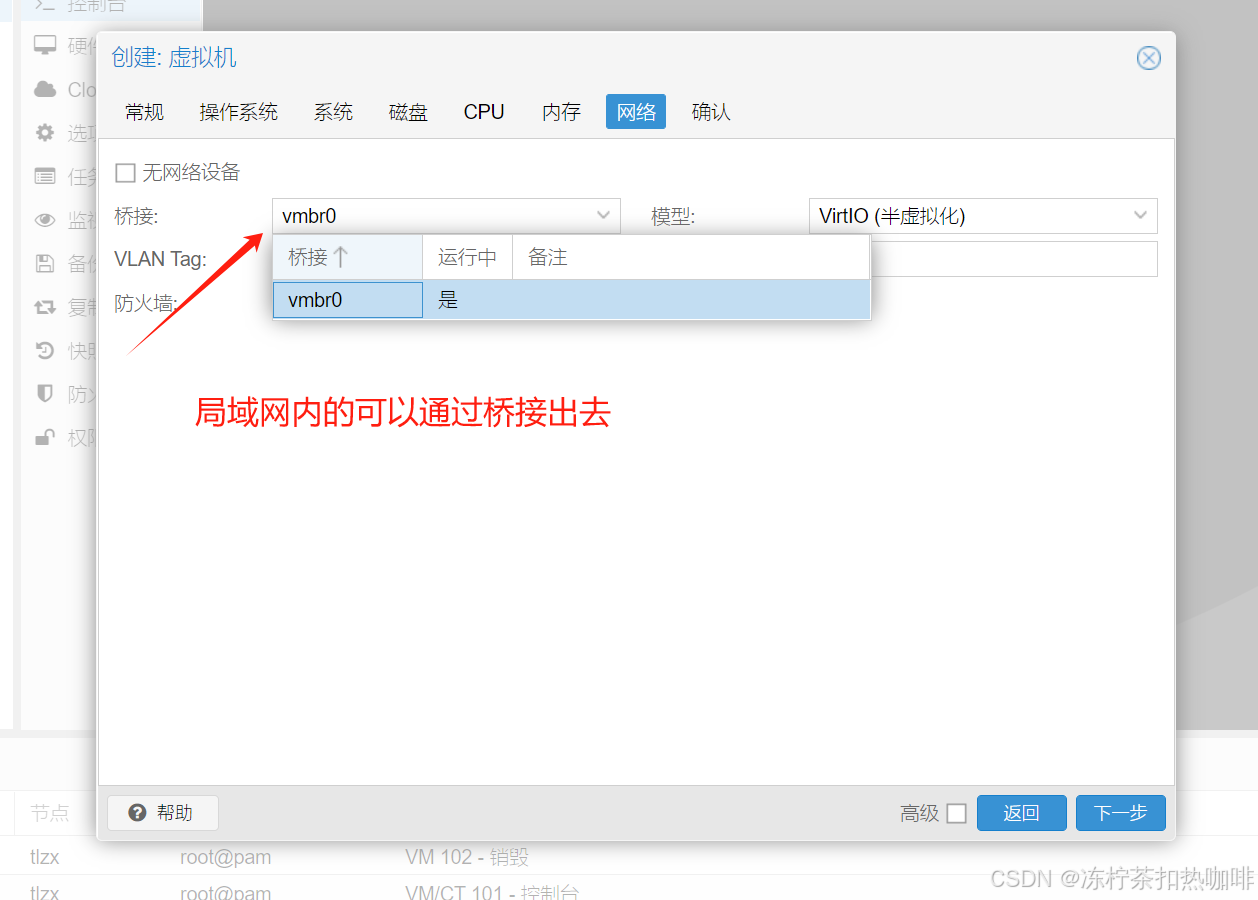 控制台
创建: 虚拟机
硬件
Clo
选项
任务
监视
备份
复制
快照
防火
权限
常规 操作系统 系统 磁盘 CPU 内存 网络 确认
无网络设备
桥接: vmbr0 模型: VirtIO (半虚拟化)
VLAN Tag: 桥接 运行中 备注
防火墙: vmbr0 是
局域网内的可以通过桥接出去
帮助 高级 返回 下一步
节点
tlzx root@pam VM 102 - 销毁
tlzx root@pam VM/CT 101 - 控制台
CSDN @冻柠茶扣热咖啡